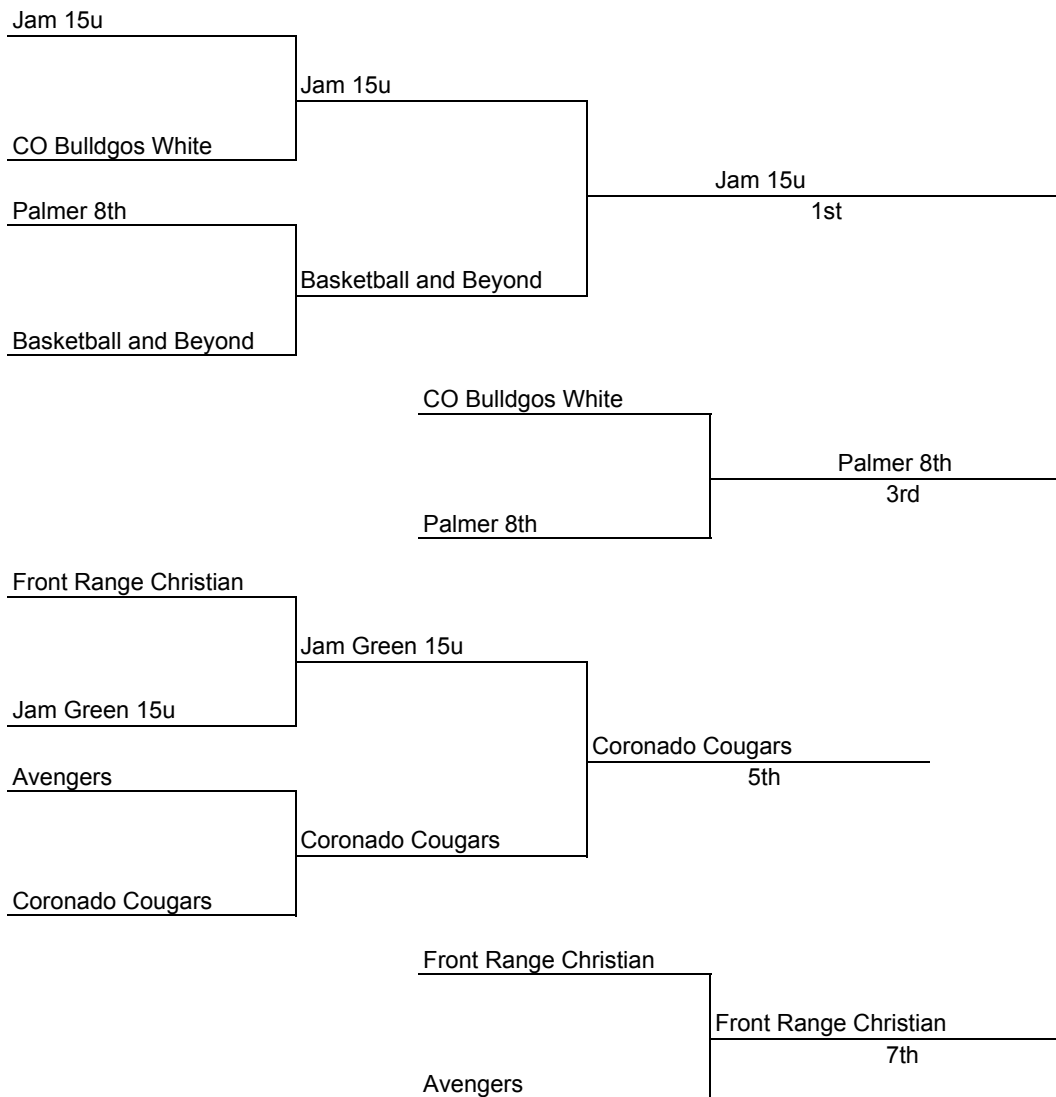 Jam 15u
Jam 15u
CO Bulldgos White
Jam 15u
Palmer 8th
1st
Basketball and Beyond
Basketball and Beyond
CO Bulldgos White
Palmer 8th
3rd
Palmer 8th
Front Range Christian
Jam Green 15u
Jam Green 15u
Coronado Cougars
Avengers
5th
Coronado Cougars
Coronado Cougars
Front Range Christian
Front Range Christian
7th
Avengers